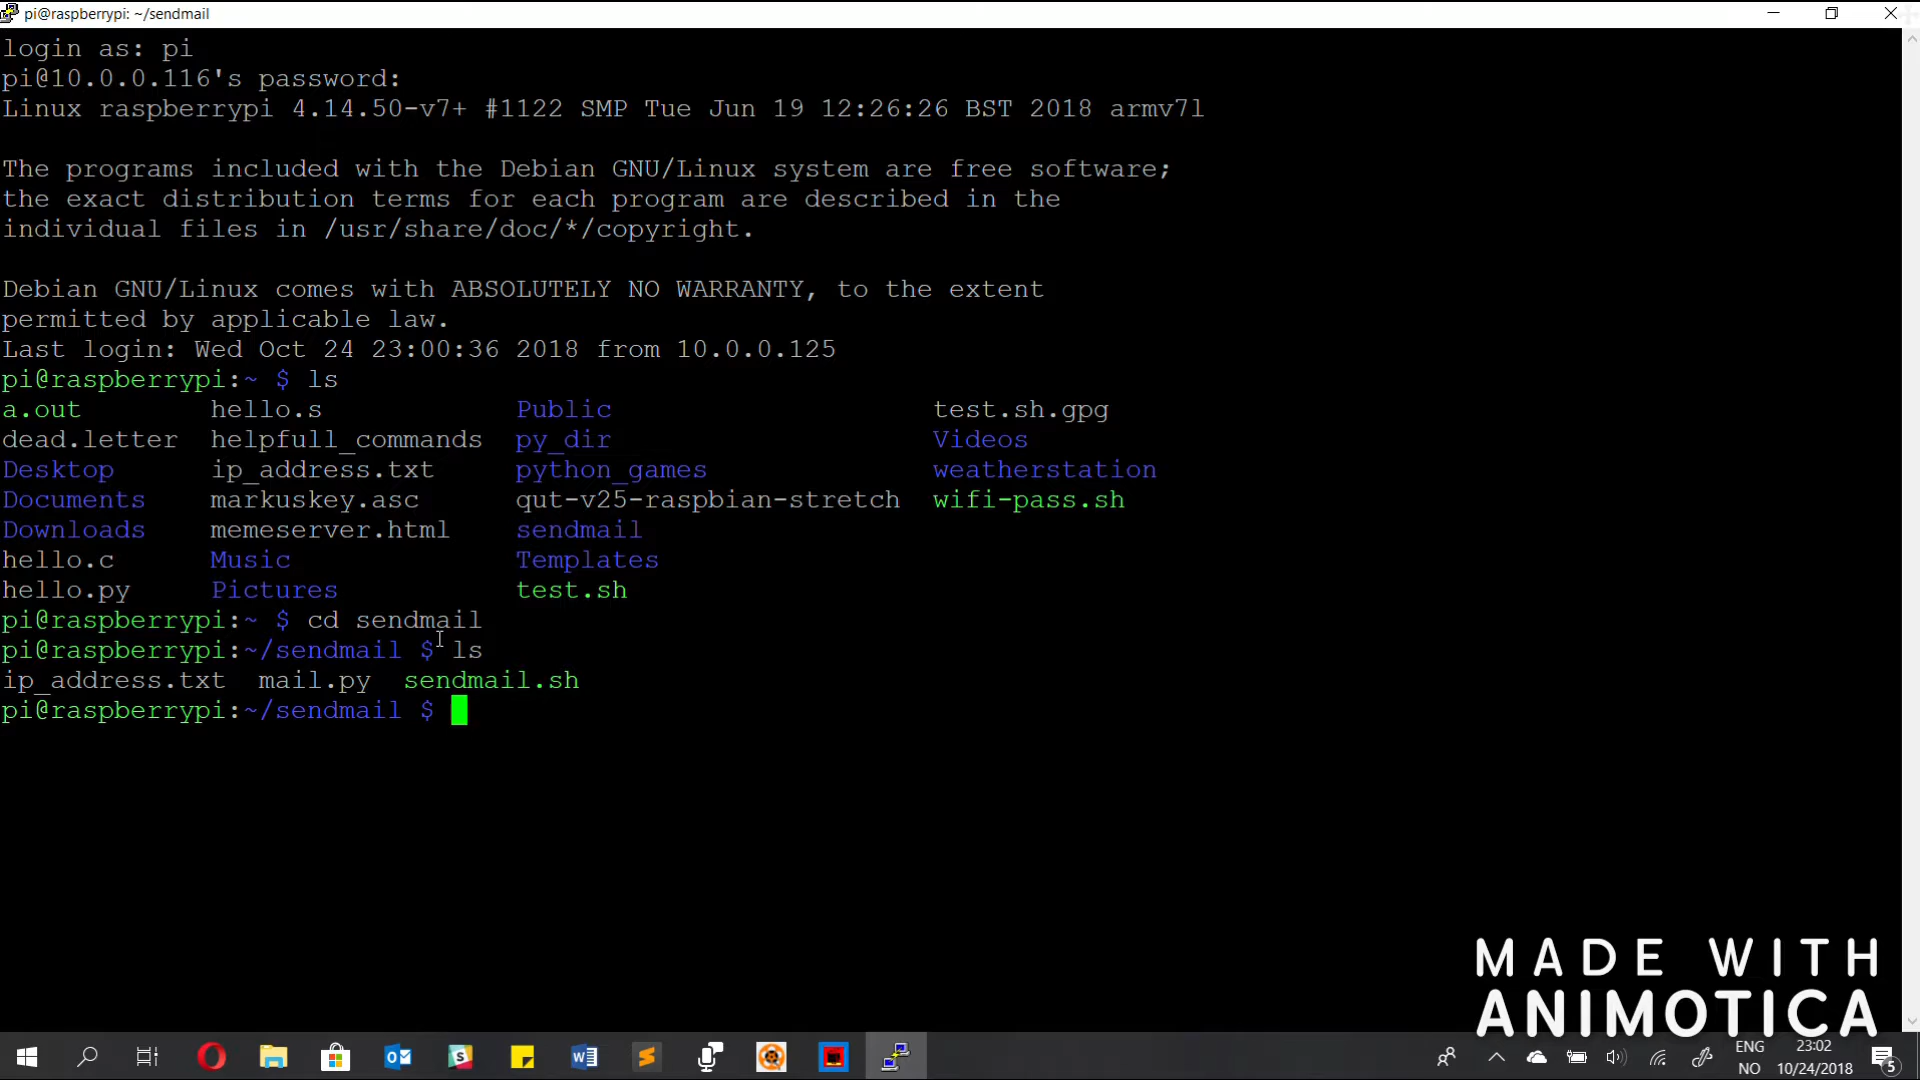 pi@raspberrypi: ~/sendmail
login as: pi
pi@10.0.0.116's password:
Linux raspberrypi 4.14.50-v7+ #1122 SMP Tue Jun 19 12:26:26 BST 2018 armv7l
The programs included with the Debian GNU/Linux system are free software;
the exact distribution terms for each program are described in the
individual files in /usr/share/doc/*/copyright.
Debian GNU/Linux comes with ABSOLUTELY NO WARRANTY, to the extent
permitted by applicable law.
Last login: Wed Oct 24 23:00:36 2018 from 10.0.0.125
pi@raspberrypi:~ $ ls
a.out hello.s Public test.sh.gpg
dead.letter helpfull_commands py_dir Videos
Desktop ip_address.txt python_games weatherstation
Documents markuskey.asc qut-v25-raspbian-stretch wifi-pass.sh
Downloads memeserver.html sendmail
hello.c Music Templates
hello.py Pictures test.sh
pi@raspberrypi:~ $ cd sendmail
pi@raspberrypi:~/sendmail $ ls
ip_address.txt mail.py sendmail.sh
pi@raspberrypi:~/sendmail $
MADE WITH
ANIMOTICA
ENG 23:02
NO 10/24/2018 5